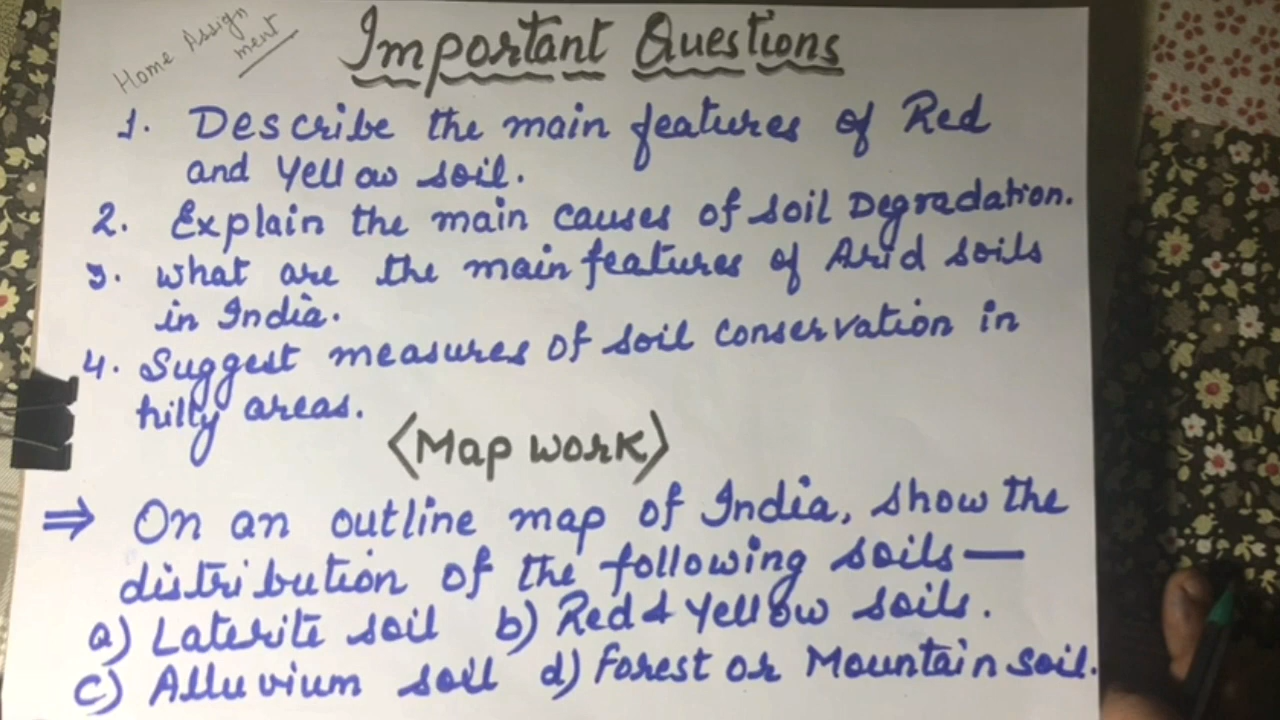 Home Assign
ment
Important Questions
1. Describe the main features of Red
and Yellow soil.
2. Explain the main causes of soil Degradation.
3. What are the main features of Arid soils
in India.
4. Suggest measures of soil conservation in
hilly areas.
<Map work>
⇒ On an outline map of India, show the
distribution of the following soils—
a) Laterite soil b) Red & Yellow soils.
c) Alluvium soil d) Forest or Mountain soil.